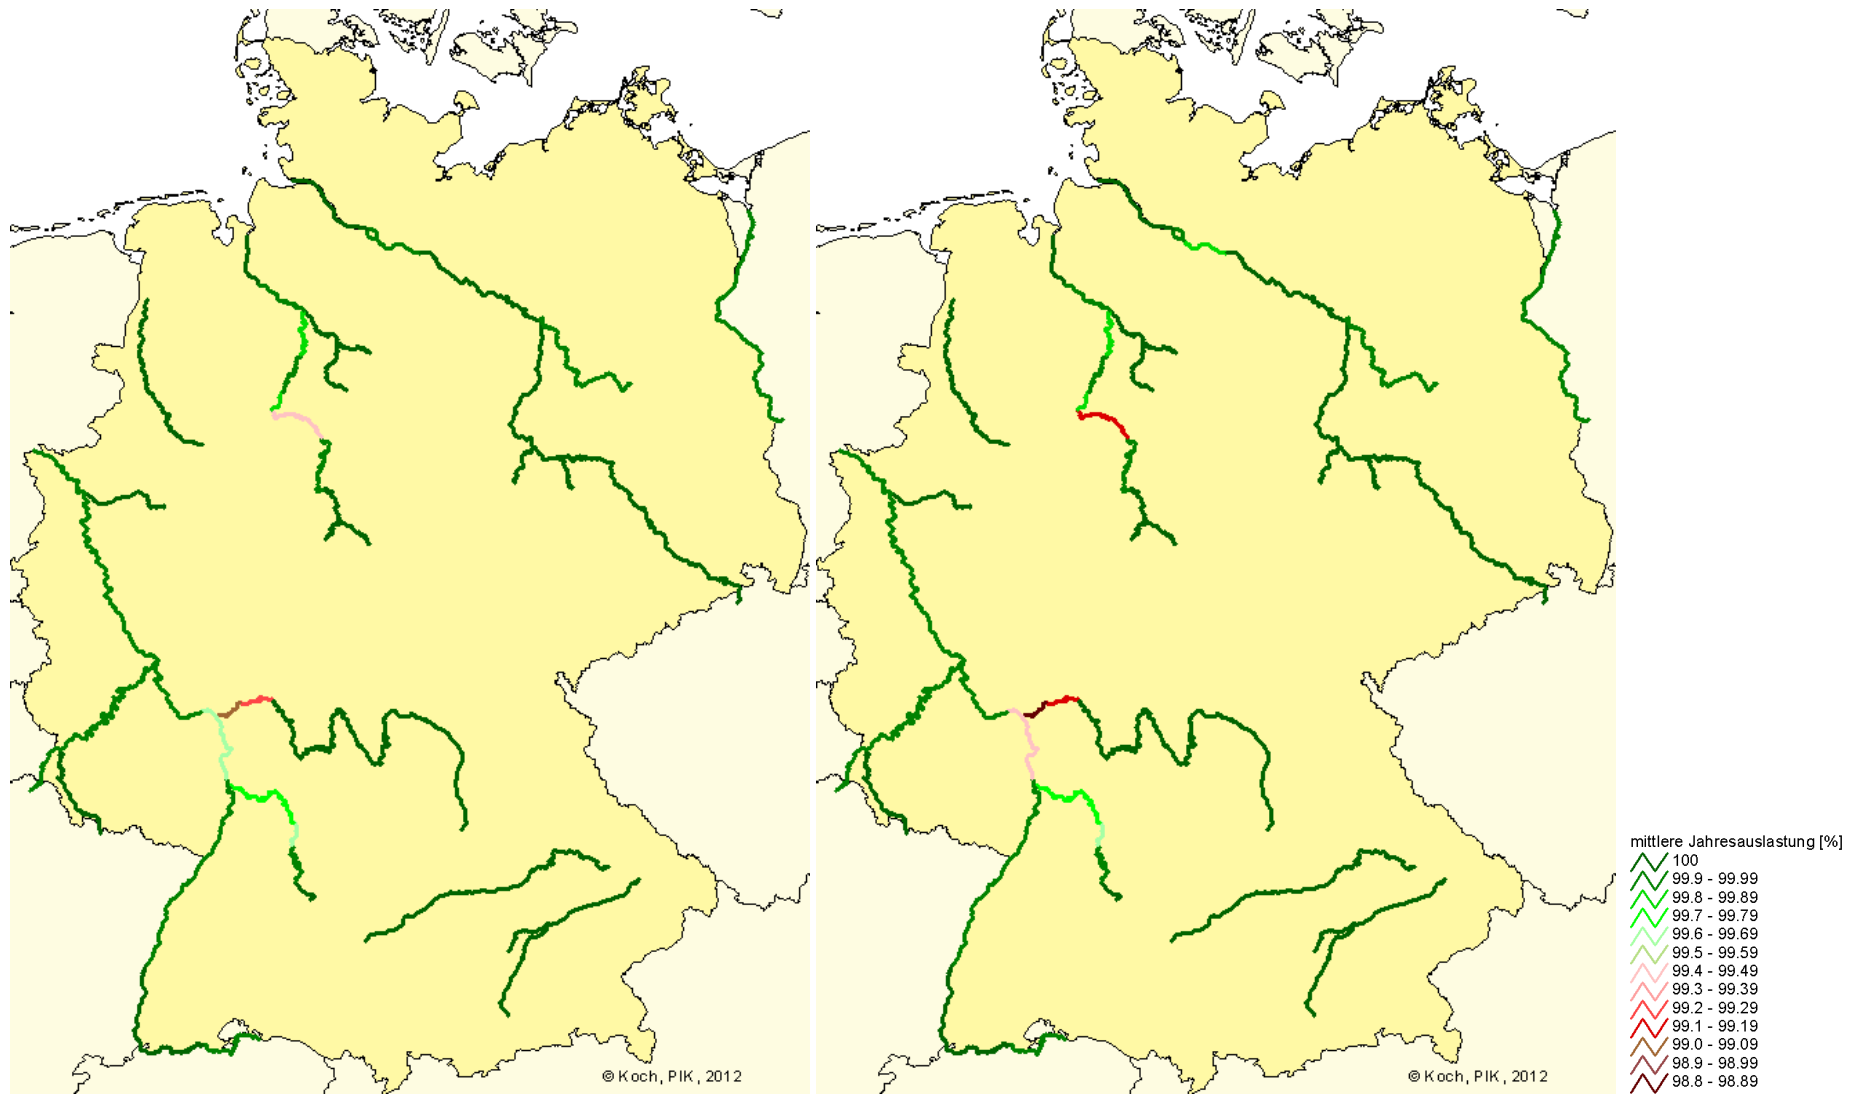 mittlere Jahresauslastung [%]
100
99.9 - 99.99
99.8 - 99.89
99.7 - 99.79
99.6 - 99.69
99.5 - 99.59
99.4 - 99.49
99.3 - 99.39
99.2 - 99.29
99.1 - 99.19
99.0 - 99.09
98.9 - 98.99
98.8 - 98.89
© Koch, PIK, 2012
© Koch, PIK, 2012